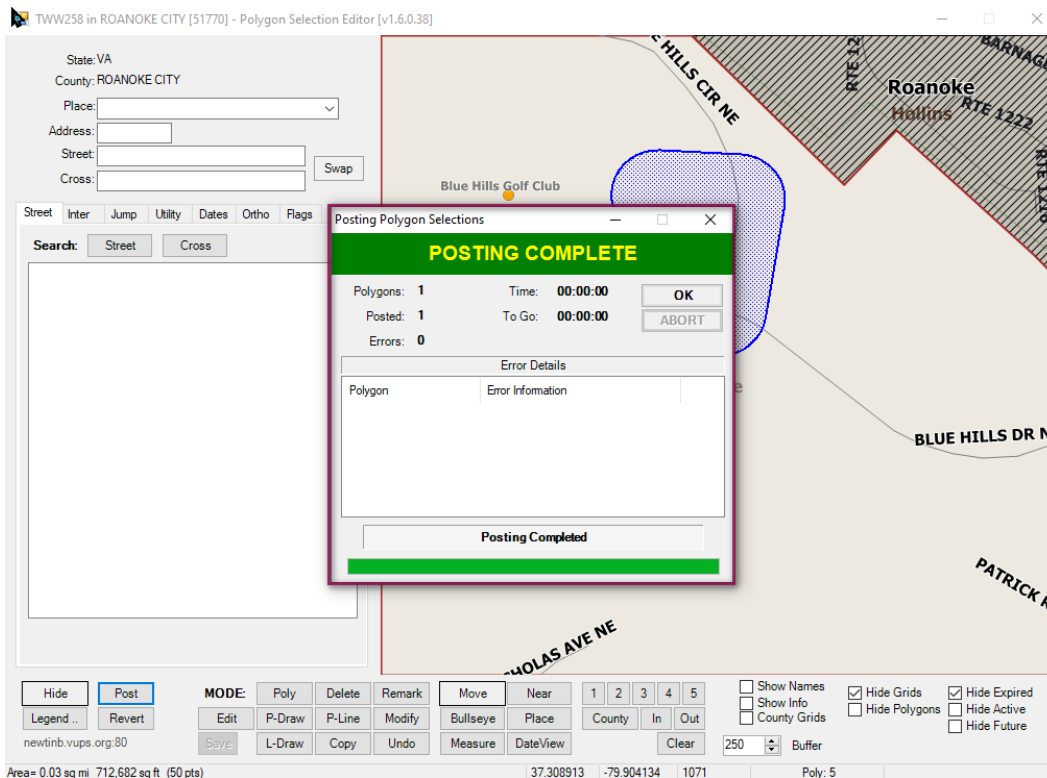 TWW258 in ROANOKE CITY [51770] - Polygon Selection Editor [v1.6.0.38]
State: VA
County: ROANOKE CITY
Place:
Address:
Street:
Cross:
Swap
Street Inter Jump Utility Dates Ortho Flags
Search: Street Cross
HILLS CIR NE
RTE 12
BARNAG
Roanoke
Hollins
RTE 1222
RTE 1210
Blue Hills Golf Club
Posting Polygon Selections
POSTING COMPLETE
Polygons: 1 Time: 00:00:00 OK
Posted: 1 To Go: 00:00:00 ABORT
Errors: 0
Error Details
Polygon Error Information
Posting Completed
e
BLUE HILLS DR N
PATRICK R
HOLAS AVE NE
Hide Post MODE: Poly Delete Remark Move Near 1 2 3 4 5
Legend .. Revert Edit P-Draw P-Line Modify Bullseye Place County In Out
newtinb.vups.org:80 Save L-Draw Copy Undo Measure DateView Clear 250 Buffer
Show Names
Show Info
County Grids
Hide Grids
Hide Polygons
Hide Expired
Hide Active
Hide Future
Area= 0.03 sq mi 712,682 sq ft (50 pts) 37.308913 -79.904134 1071 Poly: 5